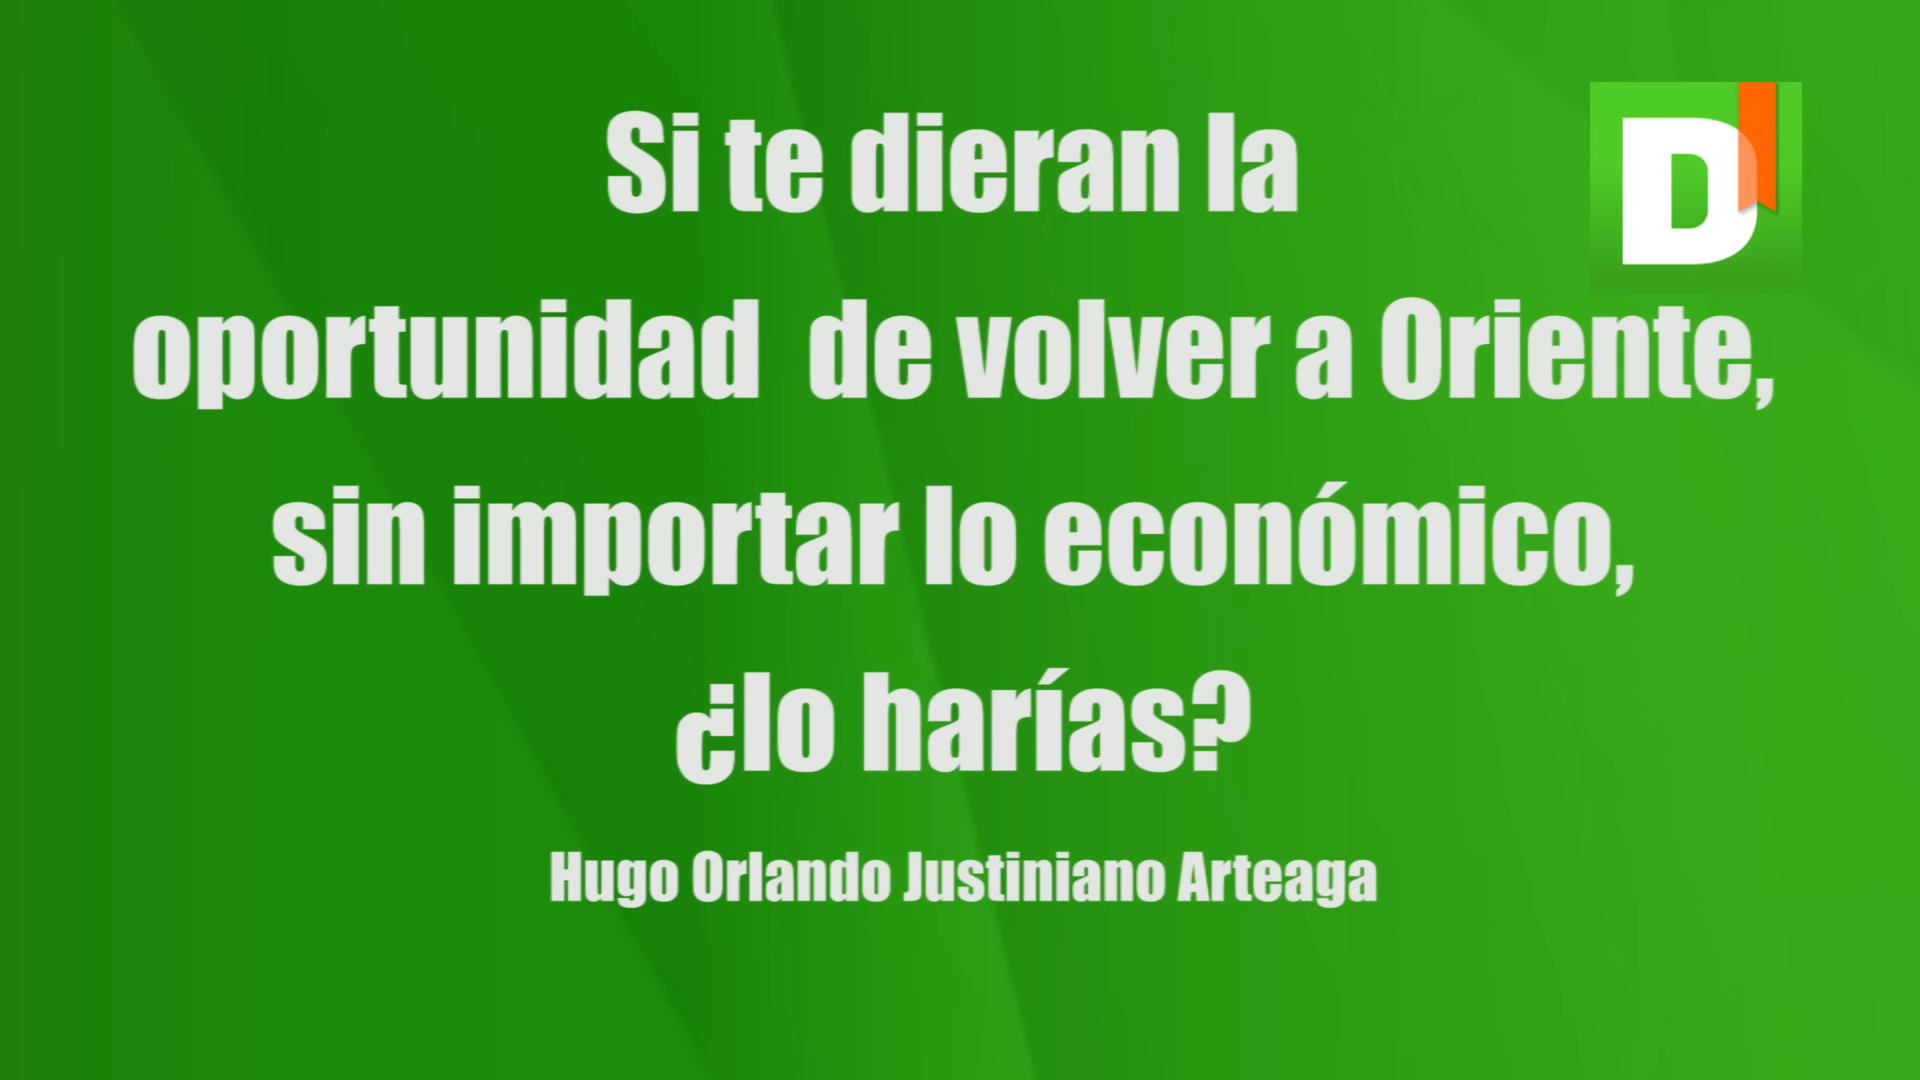 Si te dieran la
oportunidad  de volver a Oriente,
sin importar lo económico,
¿lo harías?
Hugo Orlando Justiniano Arteaga
D